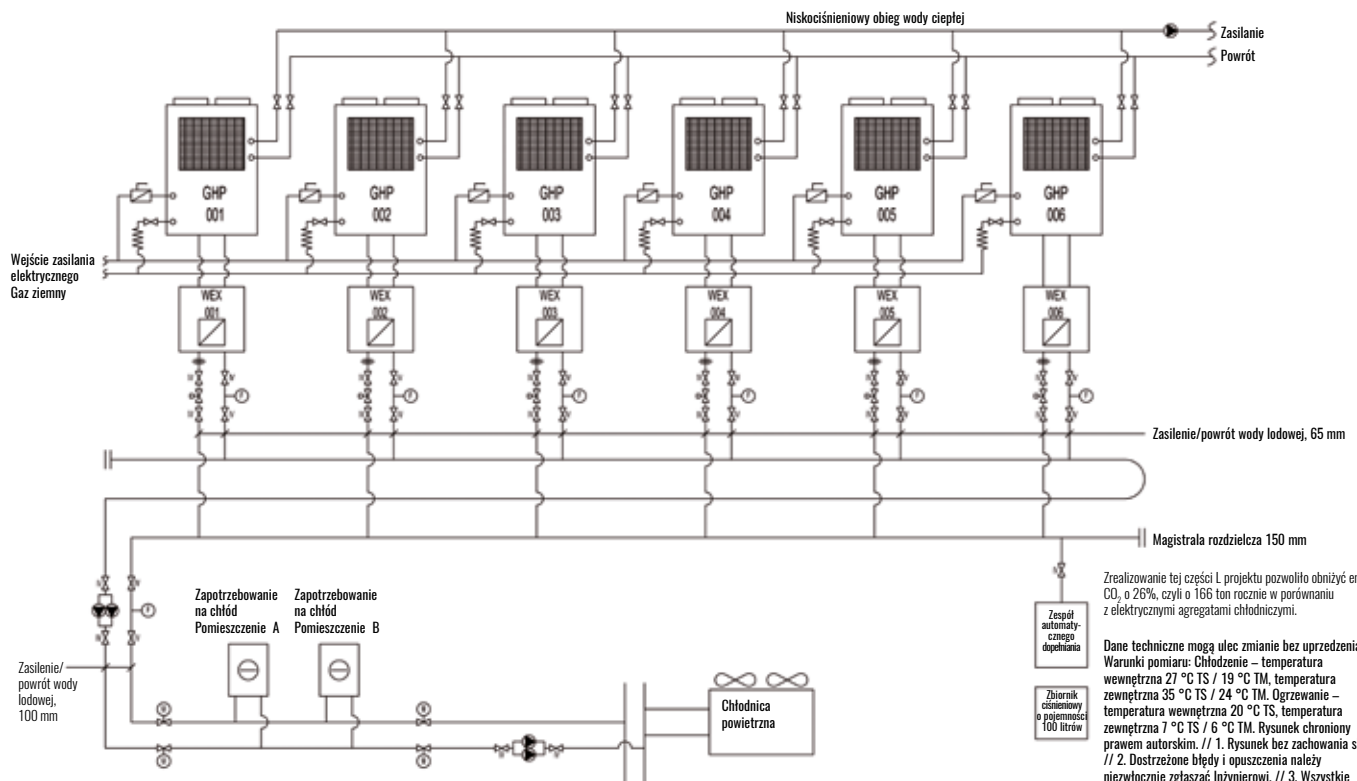 Niskociśnieniowy obieg wody ciepłej
Zasilanie
Powrót
GHP
001
GHP
002
GHP
003
GHP
004
GHP
005
GHP
006
Wejście zasilania
elektrycznego
Gaz ziemny
WEX
001
WEX
002
WEX
003
WEX
004
WEX
005
WEX
006
Zasilenie/powrót wody lodowej, 65 mm
Magistrala rozdzielcza 150 mm
Zapotrzebowanie
na chłód
Pomieszczenie A
Zapotrzebowanie
na chłód
Pomieszczenie B
Zasilenie/
powrót wody
lodowej,
100 mm
Chłodnica
powietrzna
Zespół
automaty-
cznego
dopełniania
Zbiornik
ciśnieniowy
o pojemności
100 litrów
Zrealizowanie tej części L projektu pozwoliło obniżyć
CO₂ o 26%, czyli o 166 ton rocznie w porównaniu
z elektrycznymi agregatami chłodniczymi.
Dane techniczne mogą ulec zmianie bez uprzedzenia
Warunki pomiaru: Chłodzenie – temperatura
wewnętrzna 27 °C TS / 19 °C TM, temperatura
zewnętrzna 35 °C TS / 24 °C TM. Ogrzewanie –
temperatura wewnętrzna 20 °C TS, temperatura
zewnętrzna 7 °C TS / 6 °C TM. Rysunek chroniony
prawem autorskim. // 1. Rysunek bez zachowania
// 2. Dostrzeżone błędy i opuszczenia należy
niezwłocznie zgłaszać Inżynierowi. // 3. Wszystkie